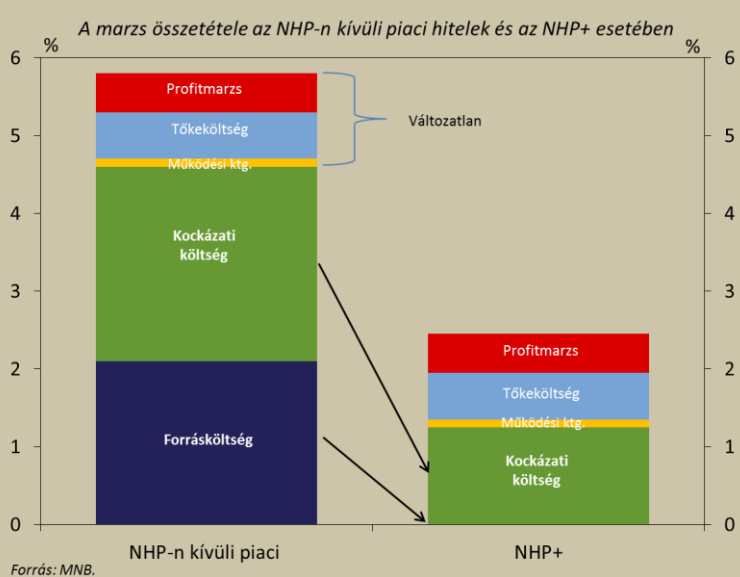 A marzs összetétele az NHP-n kívüli piaci hitelek és az NHP+ esetében
%
%
6
6
5
5
4
4
3
3
2
2
1
1
0
0
Profitmarzs
Tőkeköltség
Működési ktg.
Kockázati
költség
Forrásköltség
Változatlan
Profitmarzs
Tőkeköltség
Működési ktg.
Kockázati
költség
NHP-n kívüli piaci
NHP+
Forrás: MNB.